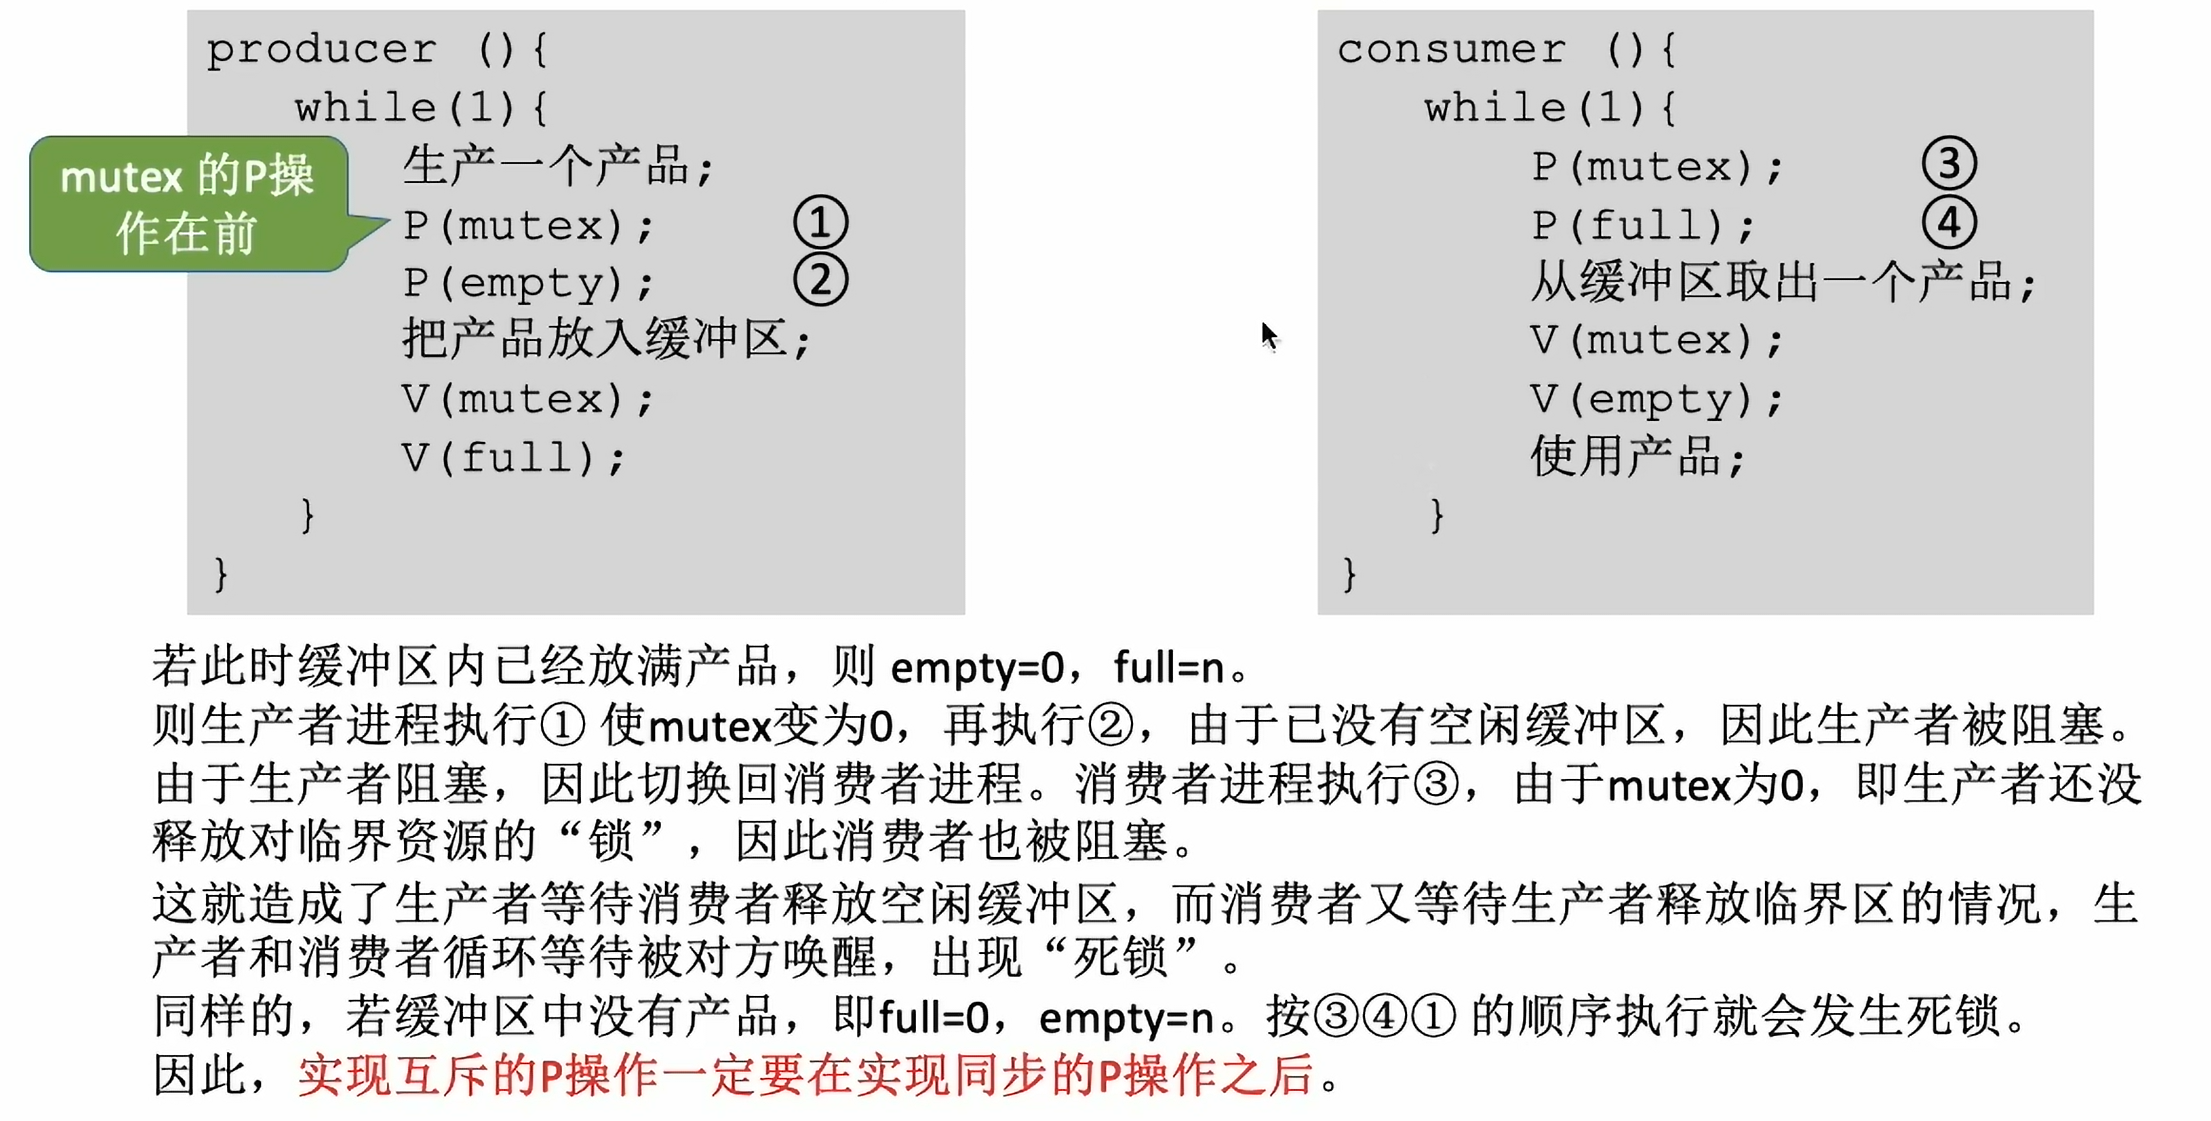 producer (){
while(1){
生产一个产品;
P(mutex); ①
P(empty); ②
把产品放入缓冲区;
V(mutex);
V(full);
}
}
mutex 的P操
作在前
consumer (){
while(1){
P(mutex); ③
P(full); ④
从缓冲区取出一个产品;
V(mutex);
V(empty);
使用产品;
}
}
若此时缓冲区内已经放满产品，则 empty=0，full=n。
则生产者进程执行① 使mutex变为0，再执行②，由于已没有空闲缓冲区，因此生产者被阻塞。
由于生产者阻塞，因此切换回消费者进程。消费者进程执行③，由于mutex为0，即生产者还没
释放对临界资源的“锁”，因此消费者也被阻塞。
这就造成了生产者等待消费者释放空闲缓冲区，而消费者又等待生产者释放临界区的情况，生
产者和消费者循环等待被对方唤醒，出现“死锁”。
同样的，若缓冲区中没有产品，即full=0，empty=n。按③④① 的顺序执行就会发生死锁。
因此，实现互斥的P操作一定要在实现同步的P操作之后。